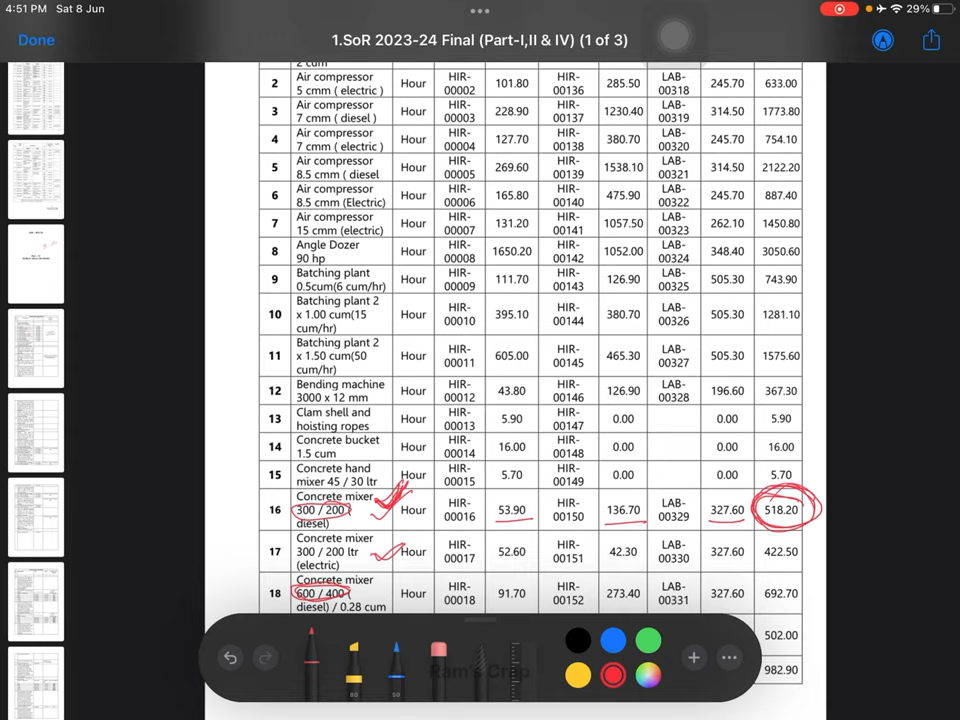 4:51 PM Sat 8 Jun
29%
Done
1.SoR 2023-24 Final (Part-I,II & IV) (1 of 3)
2 cum
2 Air compressor 5 cmm ( electric ) Hour HIR-00002 101.80 HIR-00136 285.50 LAB-00318 245.70 633.00
3 Air compressor 7 cmm ( diesel ) Hour HIR-00003 228.90 HIR-00137 1230.40 LAB-00319 314.50 1773.80
4 Air compressor 7 cmm ( electric ) Hour HIR-00004 127.70 HIR-00138 380.70 LAB-00320 245.70 754.10
5 Air compressor 8.5 cmm ( diesel Hour HIR-00005 269.60 HIR-00139 1538.10 LAB-00321 314.50 2122.20
6 Air compressor 8.5 cmm (Electric) Hour HIR-00006 165.80 HIR-00140 475.90 LAB-00322 245.70 887.40
7 Air compressor 15 cmm (electric) Hour HIR-00007 131.20 HIR-00141 1057.50 LAB-00323 262.10 1450.80
8 Angle Dozer 90 hp Hour HIR-00008 1650.20 HIR-00142 1052.00 LAB-00324 348.40 3050.60
9 Batching plant 0.5cum(6 cum/hr) Hour HIR-00009 111.70 HIR-00143 126.90 LAB-00325 505.30 743.90
10 Batching plant 2 x 1.00 cum(15 cum/hr) Hour HIR-00010 395.10 HIR-00144 380.70 LAB-00326 505.30 1281.10
11 Batching plant 2 x 1.50 cum(50 cum/hr) Hour HIR-00011 605.00 HIR-00145 465.30 LAB-00327 505.30 1575.60
12 Bending machine 3000 x 12 mm Hour HIR-00012 43.80 HIR-00146 126.90 LAB-00328 196.60 367.30
13 Clam shell and hoisting ropes Hour HIR-00013 5.90 HIR-00147 0.00 0.00 5.90
14 Concrete bucket 1.5 cum Hour HIR-00014 16.00 HIR-00148 0.00 0.00 16.00
15 Concrete hand mixer 45 / 30 ltr Hour HIR-00015 5.70 HIR-00149 0.00 0.00 5.70
16 Concrete mixer 300 / 200 ( diesel) Hour HIR-00016 53.90 HIR-00150 136.70 LAB-00329 327.60 518.20
17 Concrete mixer 300 / 200 ltr (electric) Hour HIR-00017 52.60 HIR-00151 42.30 LAB-00330 327.60 422.50
18 Concrete mixer 600 / 400 ( diesel) / 0.28 cum Hour HIR-00018 91.70 HIR-00152 273.40 LAB-00331 327.60 692.70
502.00
982.90
80
50
Ram's Crap